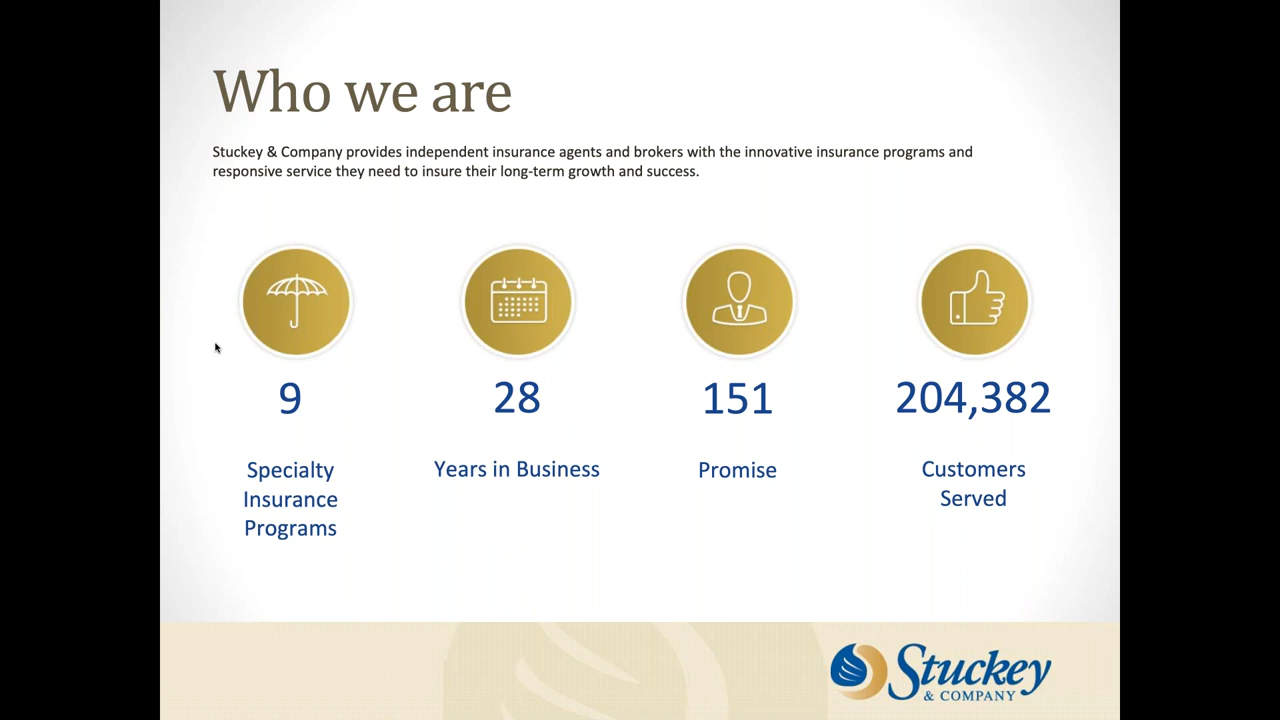 Who we are
Stuckey & Company provides independent insurance agents and brokers with the innovative insurance programs and
responsive service they need to insure their long-term growth and success.
9
Specialty
Insurance
Programs
28
Years in Business
151
Promise
204,382
Customers
Served
Stuckey
& COMPANY